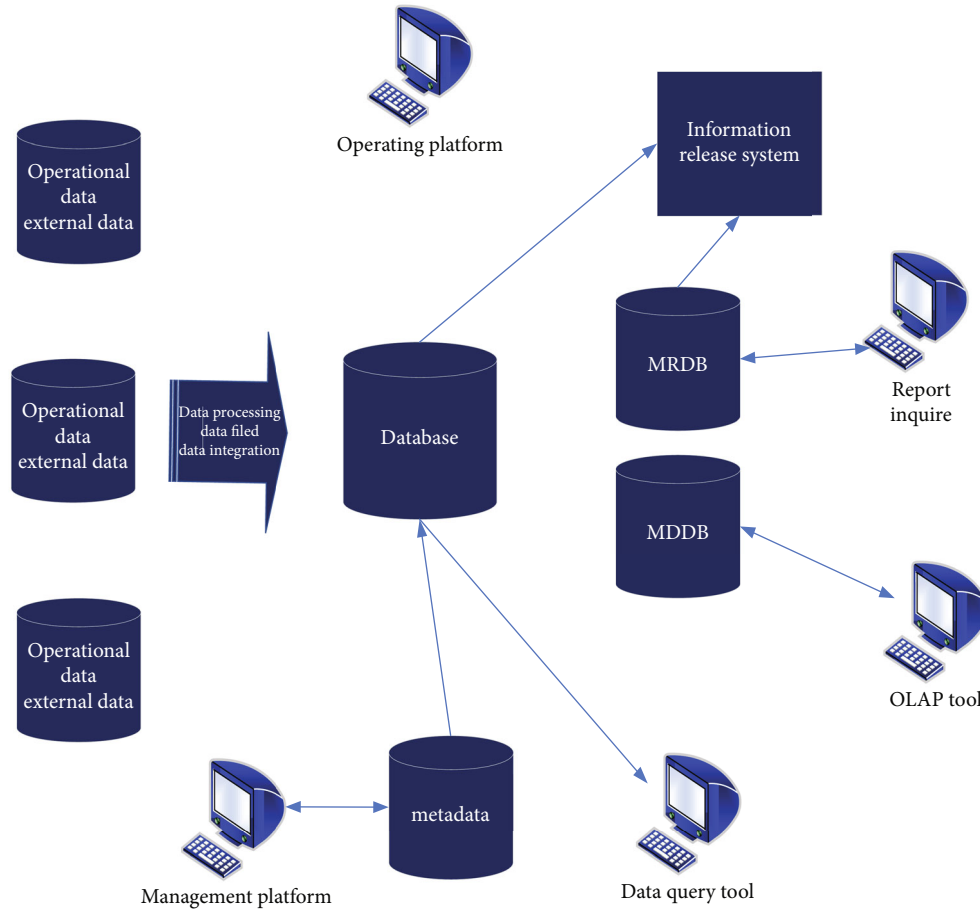 Operating platform
Information
release system
Operational
data
external data
MRDB
Report
inquire
Operational
data
external data
Data processing
data filed
data integration
Database
MDDB
OLAP tool
Operational
data
external data
metadata
Management platform
Data query tool